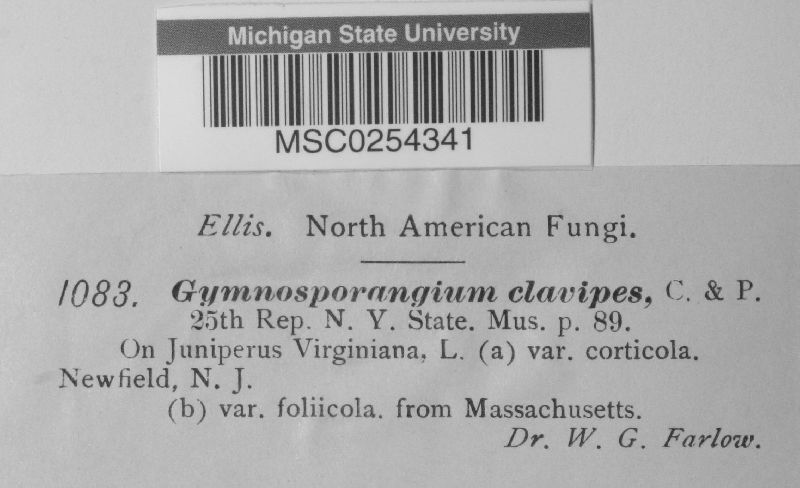 Michigan State University
MSC0254341
Ellis. North American Fungi.
1083. Gymnosporangium clavipes, C. & P.
25th Rep. N. Y. State. Mus. p. 89.
On Juniperus Virginiana, L. (a) var. corticola.
Newfield, N. J.
(b) var. foliicola. from Massachusetts.
Dr. W. G. Farlow.